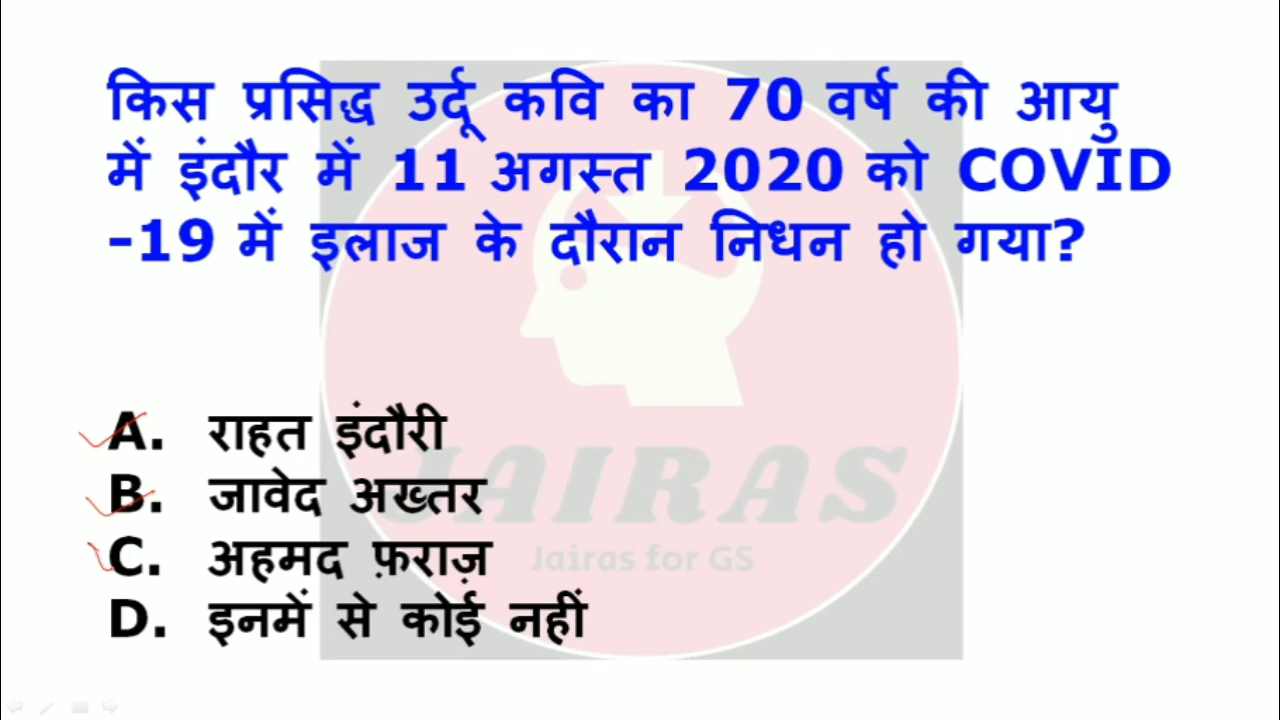 किस प्रसिद्ध उर्दू कवि का 70 वर्ष की आयु
में इंदौर में 11 अगस्त 2020 को COVID
-19 में इलाज के दौरान निधन हो गया?
A. राहत इंदौरी
B. जावेद अख्तर
C. अहमद फ़राज़
D. इनमें से कोई नहीं
JAIRAS
Jairas for GS